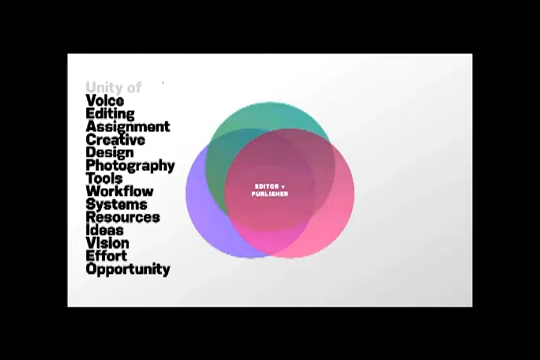 Unity of
Voice
Editing
Assignment
Creative
Design
Photography
Tools
Workflow
Systems
Resources
Ideas
Vision
Effort
Opportunity
EDITOR +
PUBLISHER